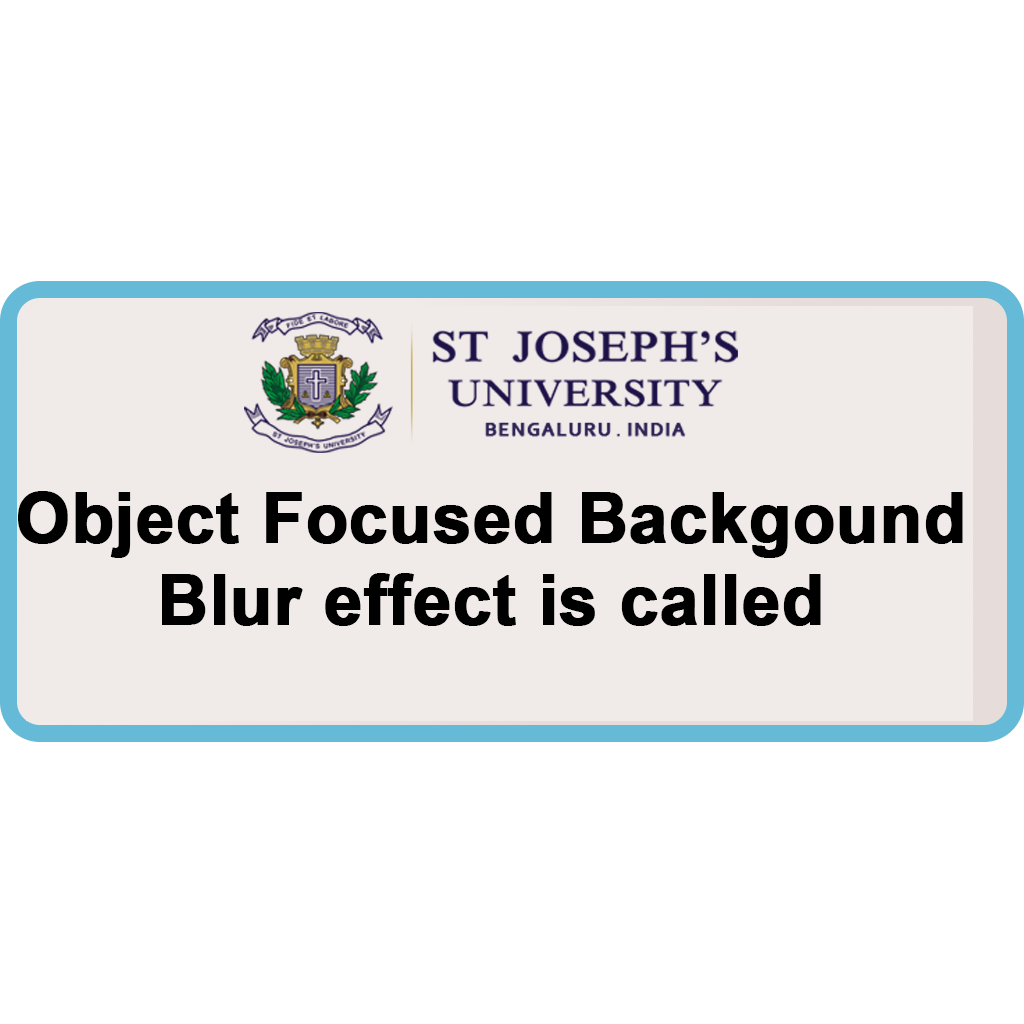 FIDE ET LABORE
ST JOSEPH'S
UNIVERSITY
BENGALURU . INDIA
ST JOSEPH'S UNIVERSITY
Object Focused Backgound
Blur effect is called